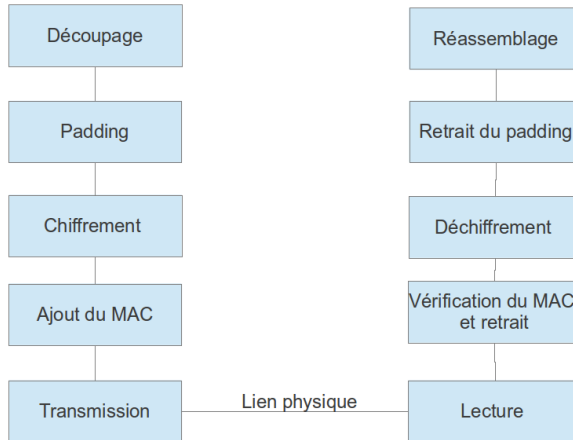 Découpage
Padding
Chiffrement
Ajout du MAC
Transmission
Lien physique
Réassemblage
Retrait du padding
Déchiffrement
Vérification du MAC
et retrait
Lecture